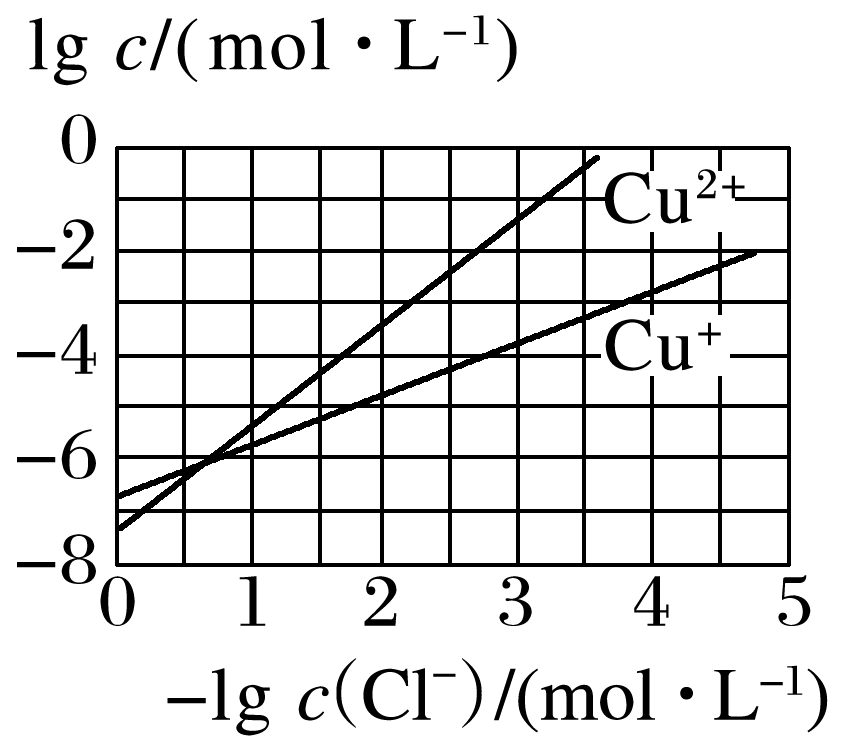 lg c/(mol·L⁻¹)
0
−2
−4
−6
−8
Cu²⁺
Cu⁺
0 1 2 3 4 5
−lg c(Cl⁻)/(mol·L⁻¹)